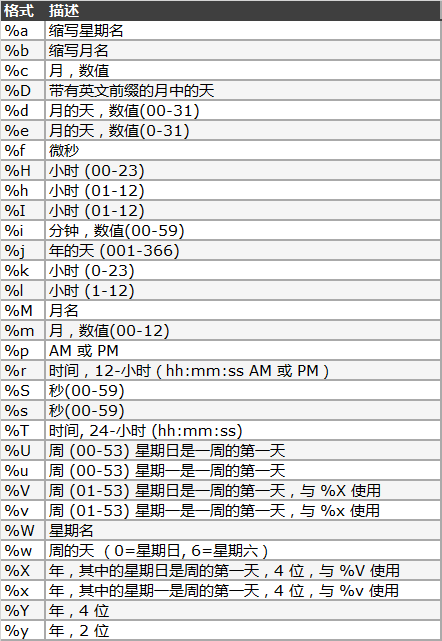 格式 描述
%a 缩写星期名
%b 缩写月名
%c 月，数值
%D 带有英文前缀的月中的天
%d 月的天，数值(00-31)
%e 月的天，数值(0-31)
%f 微秒
%H 小时 (00-23)
%h 小时 (01-12)
%I 小时 (01-12)
%i 分钟，数值(00-59)
%j 年的天 (001-366)
%k 小时 (0-23)
%l 小时 (1-12)
%M 月名
%m 月，数值(00-12)
%p AM 或 PM
%r 时间，12-小时（hh:mm:ss AM 或 PM）
%S 秒(00-59)
%s 秒(00-59)
%T 时间, 24-小时 (hh:mm:ss)
%U 周 (00-53) 星期日是一周的第一天
%u 周 (00-53) 星期一是一周的第一天
%V 周 (01-53) 星期日是一周的第一天，与 %X 使用
%v 周 (01-53) 星期一是一周的第一天，与 %x 使用
%W 星期名
%w 周的天 （0=星期日, 6=星期六）
%X 年，其中的星期日是周的第一天，4 位，与 %V 使用
%x 年，其中的星期一是周的第一天，4 位，与 %v 使用
%Y 年，4 位
%y 年，2 位